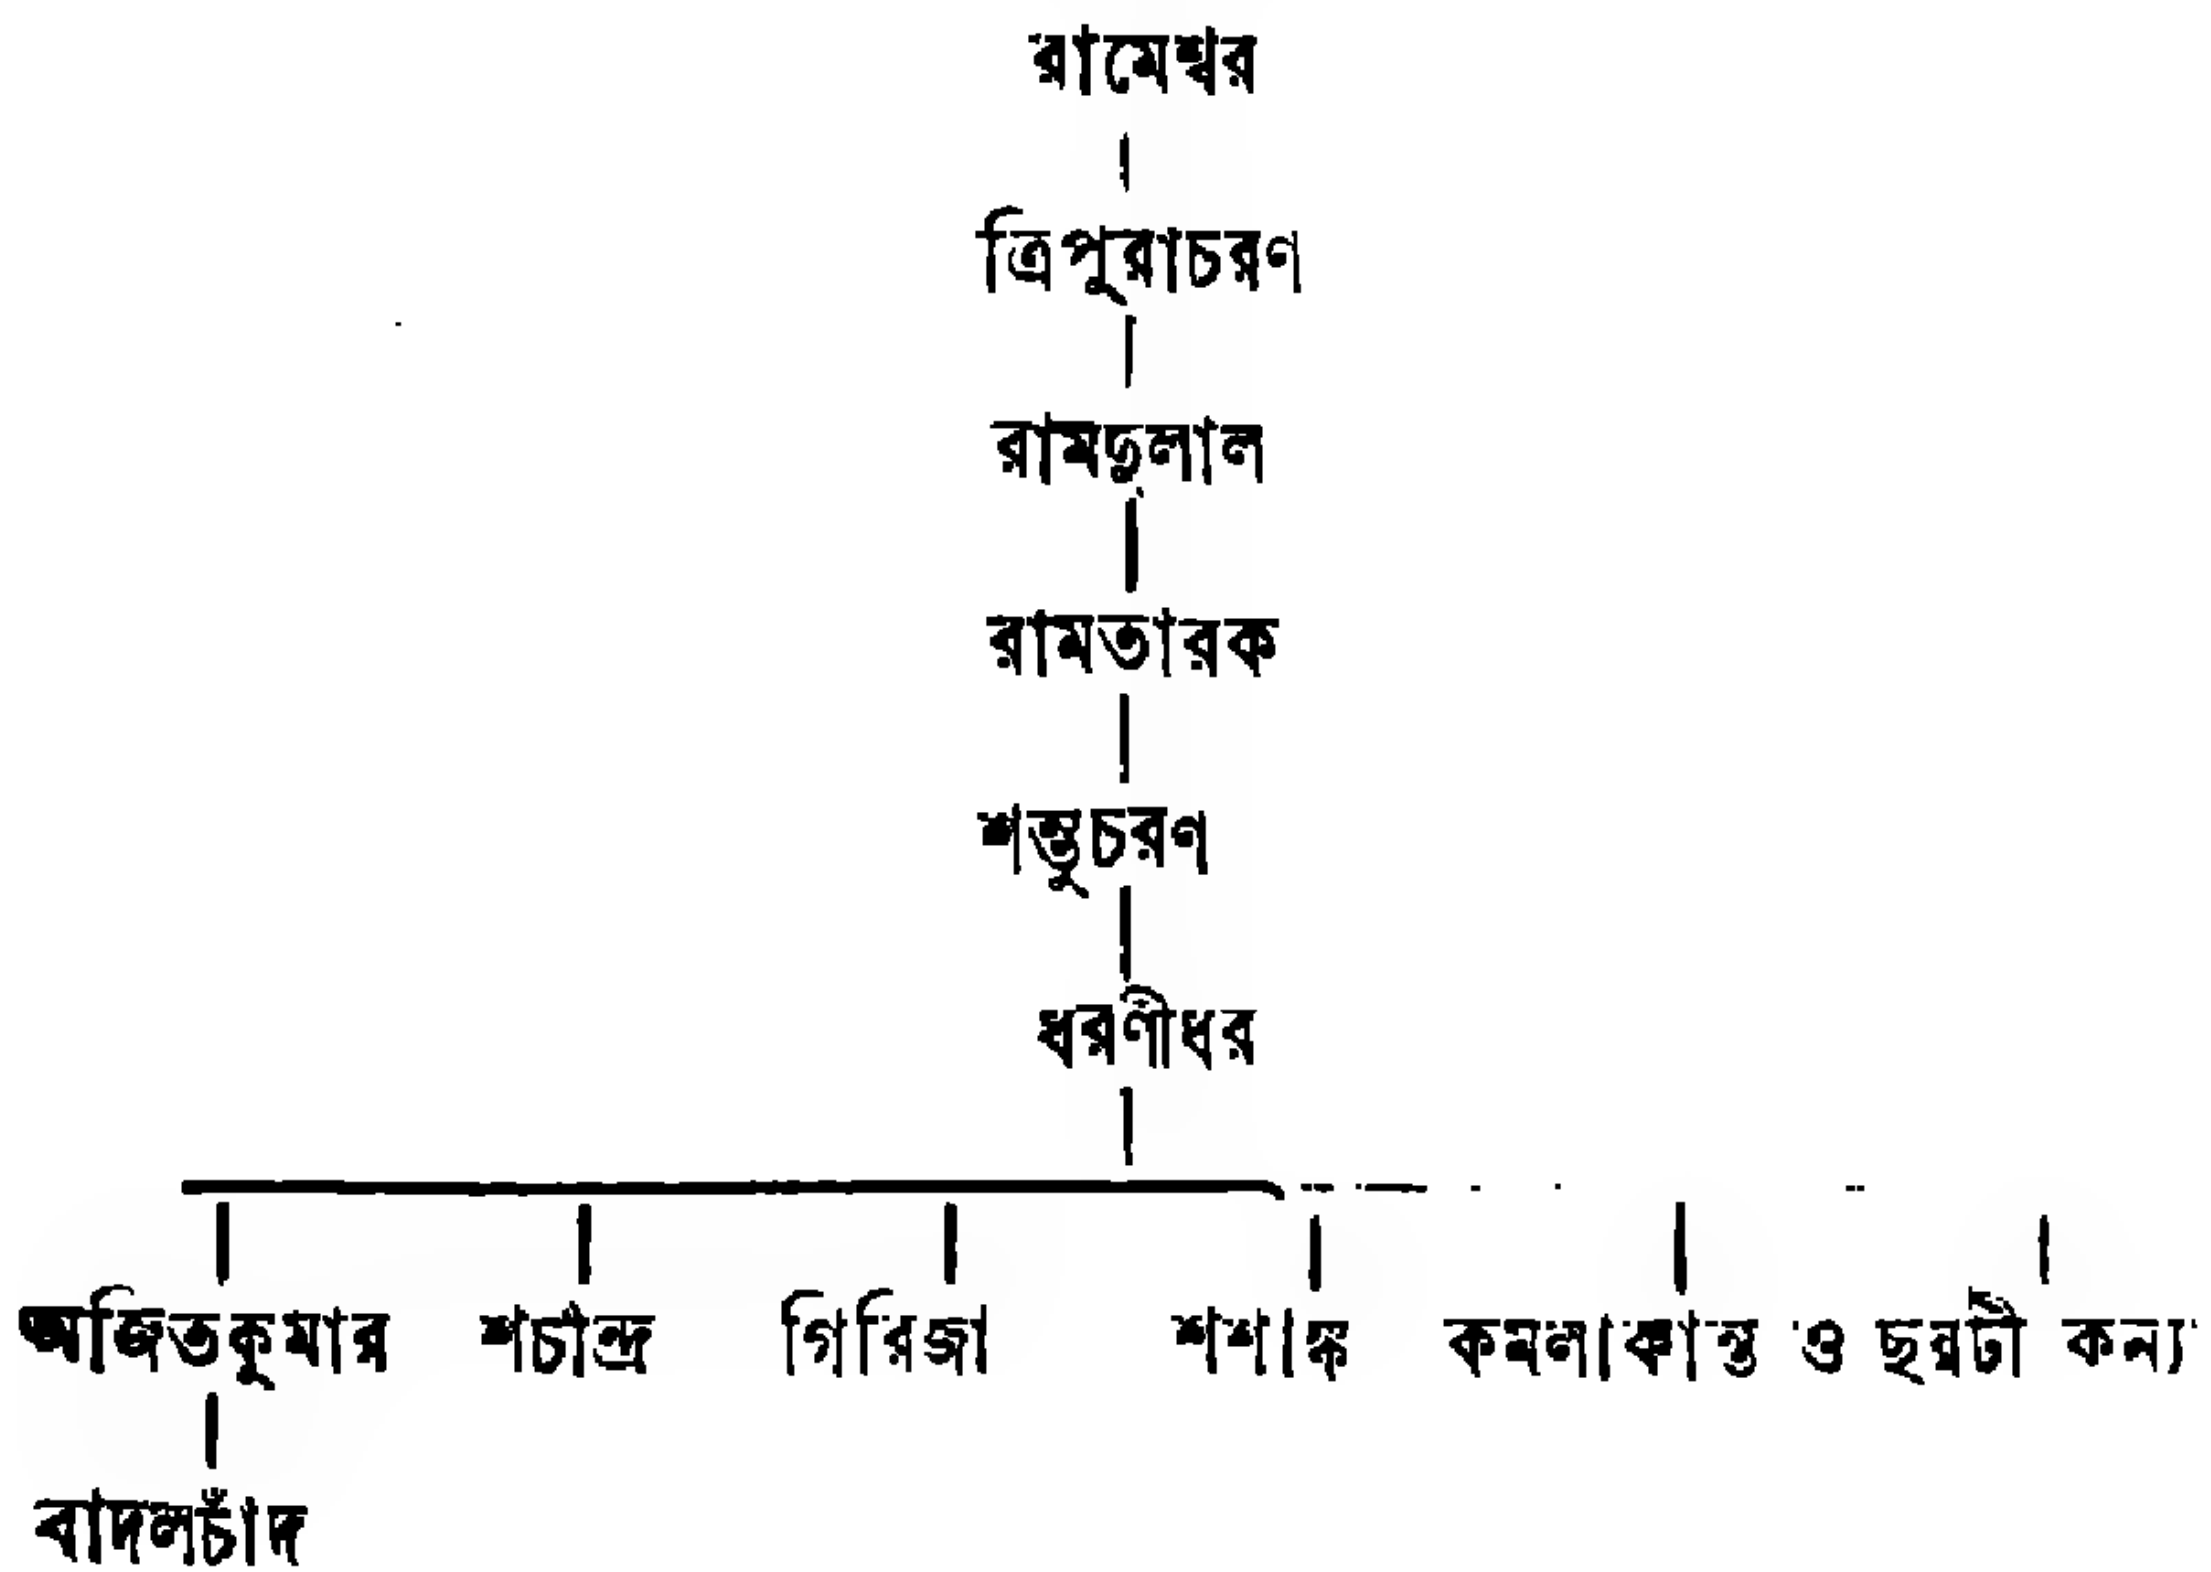 রামেশ্বর
ত্রিপুরাচরণ
রামদুলাল
রামতারক
শম্ভুচরণ
ধরণীধর
অজিতকুমার শচীন্দ্র গিরিজা শশাঙ্ক কমলাকান্ত ও ছয়টী কন্যা
বাদলচাঁদ